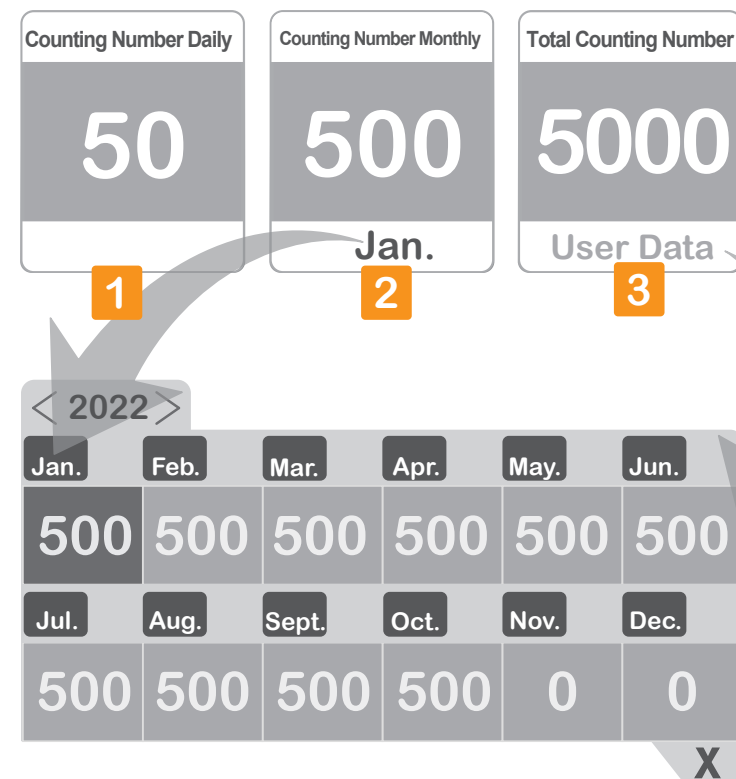 Counting Number Daily
Counting Number Monthly
Total Counting Number
50
500
5000
Jan.
User Data
1
2
3
< 2022 >
Jan. Feb. Mar. Apr. May. Jun.
500 500 500 500 500 500
Jul. Aug. Sept. Oct. Nov. Dec.
500 500 500 500 0 0
X